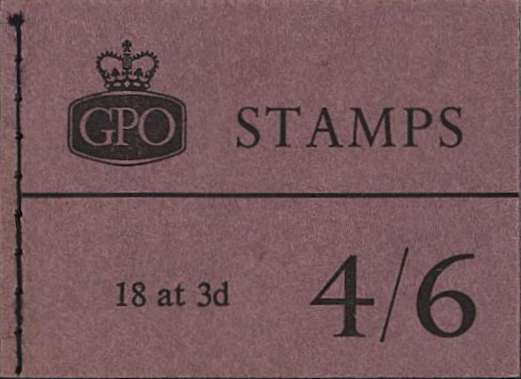 GPO
STAMPS
18 at 3d
4/6